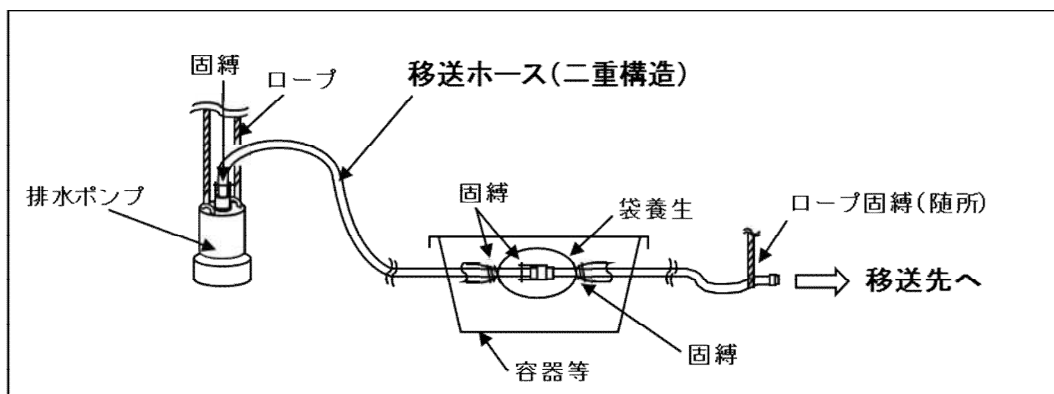 固縛
ロープ
移送ホース(二重構造)
排水ポンプ
固縛
袋養生
ロープ固縛(随所)
移送先へ
固縛
容器等